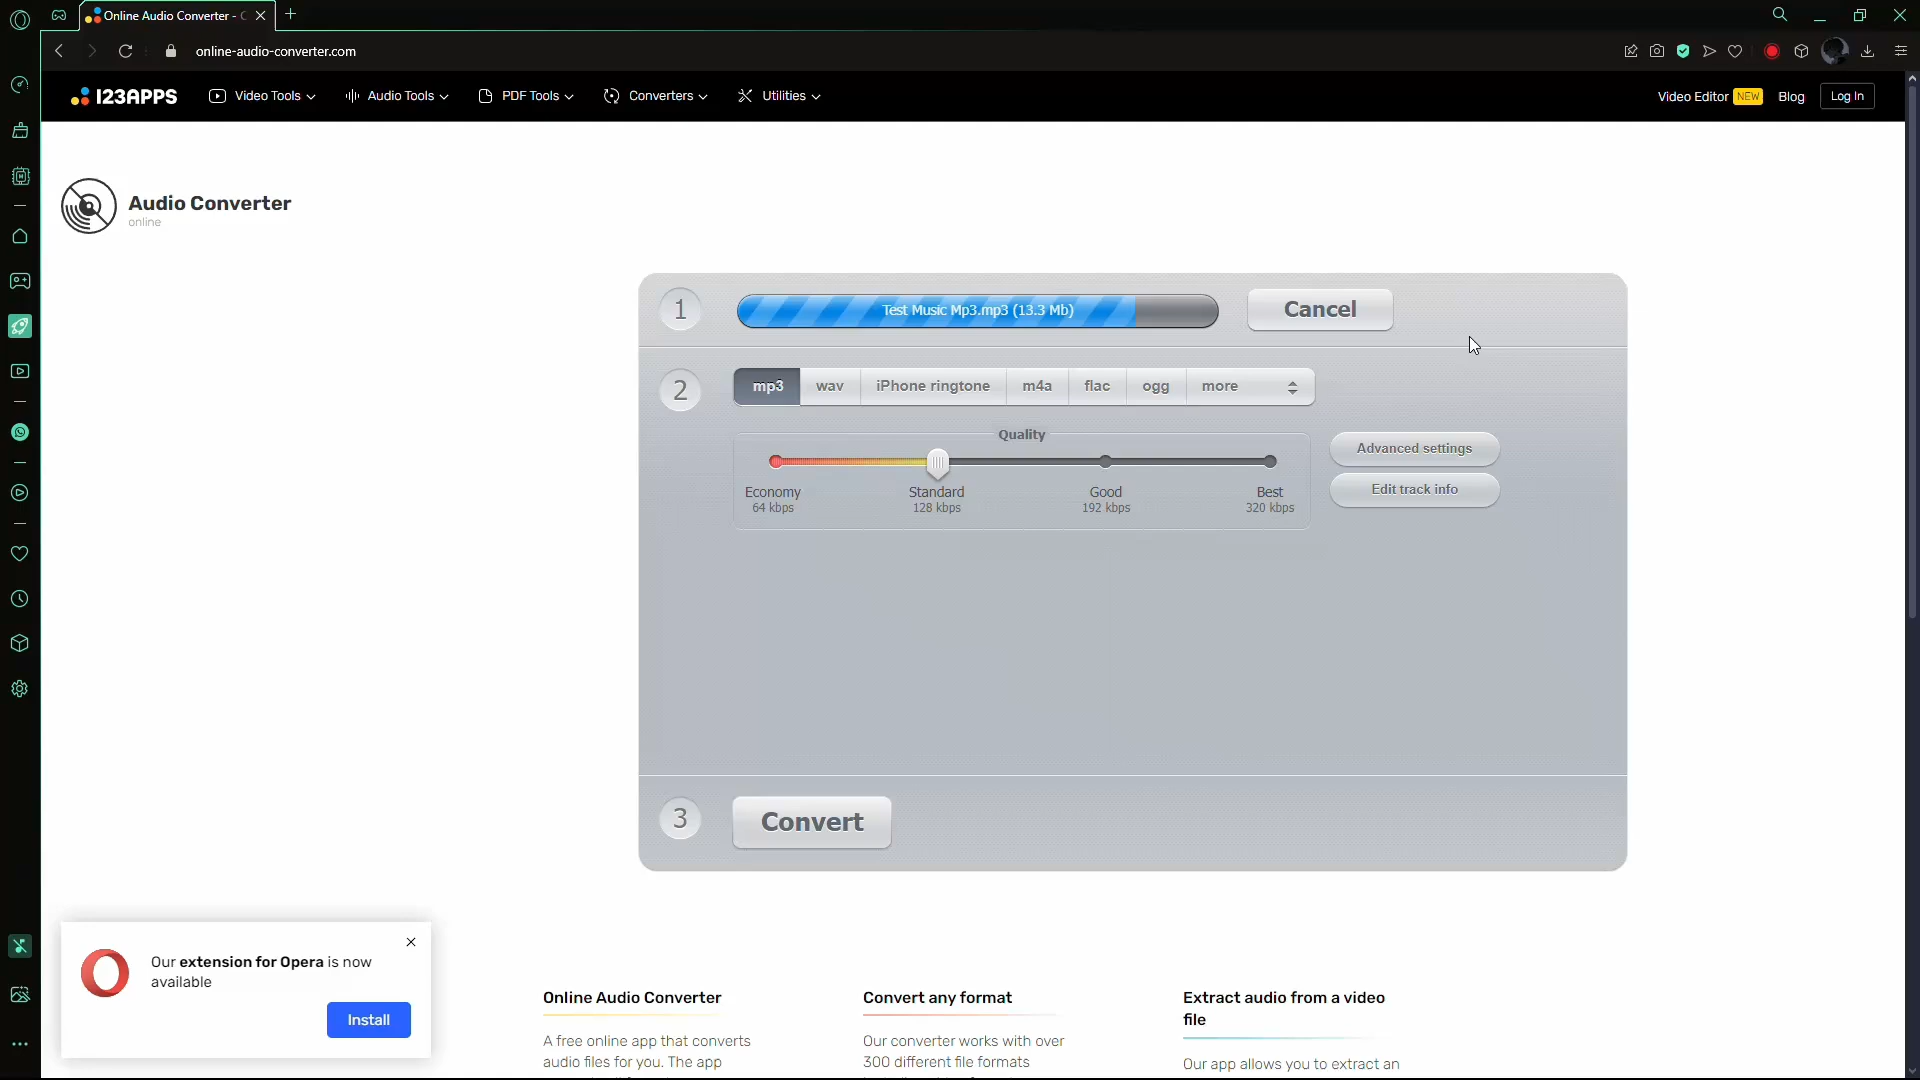 Online Audio Converter - C
online-audio-converter.com
123APPS
Video Tools
Audio Tools
PDF Tools
Converters
Utilities
Video Editor NEW
Blog
Log In
Audio Converter
online
1
Test Music Mp3.mp3 (13.3 Mb)
Cancel
2
mp3
wav
iPhone ringtone
m4a
flac
ogg
more
Quality
Economy
64 kbps
Standard
128 kbps
Good
192 kbps
Best
320 kbps
Advanced settings
Edit track info
3
Convert
Our extension for Opera is now
available
Install
Online Audio Converter
A free online app that converts
audio files for you. The app
Convert any format
Our converter works with over
300 different file formats
Extract audio from a video
file
Our app allows you to extract an